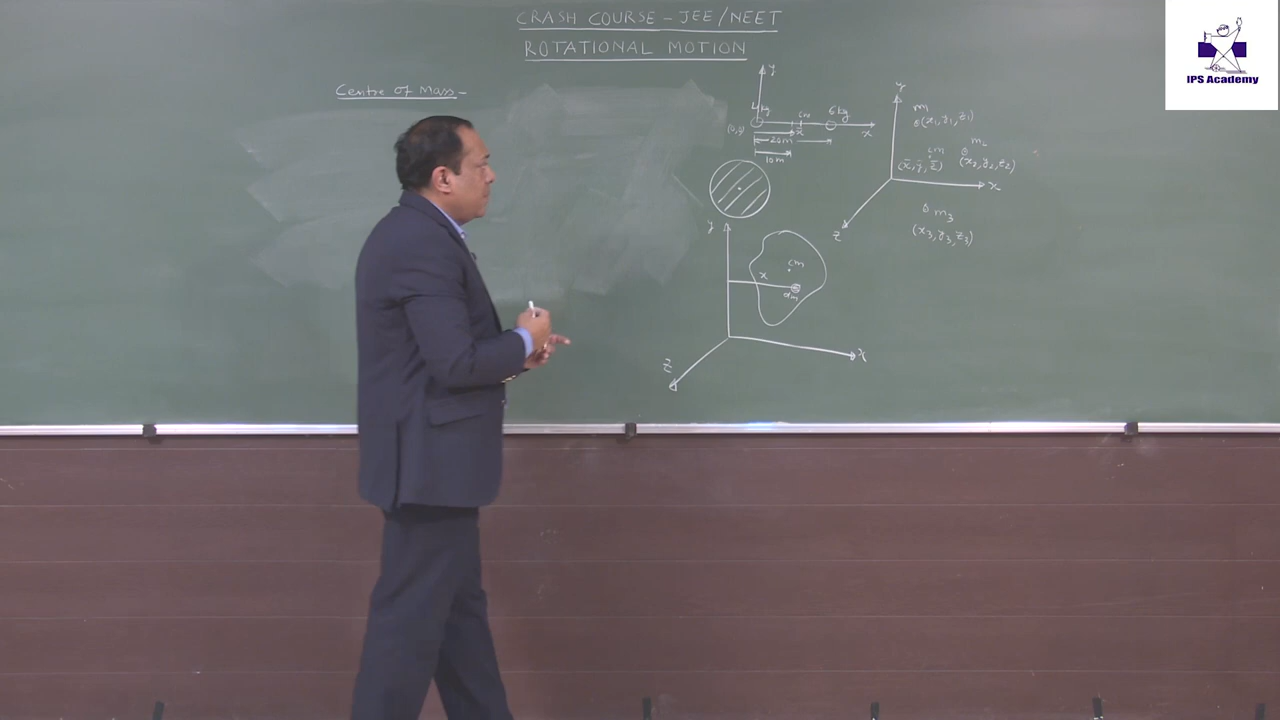 CRASH COURSE - JEE/NEET
ROTATIONAL MOTION
IPS Academy
Centre of Mass -
y
4kg
cm
6kg
(0,0)
x̄
x
20m
10m
y
m1
(x1, y1, z1)
cm
(x̄, ȳ, z̄)
m2
(x2, y2, z2)
x
m3
(x3, y3, z3)
z
y
cm
x
dm
x
z